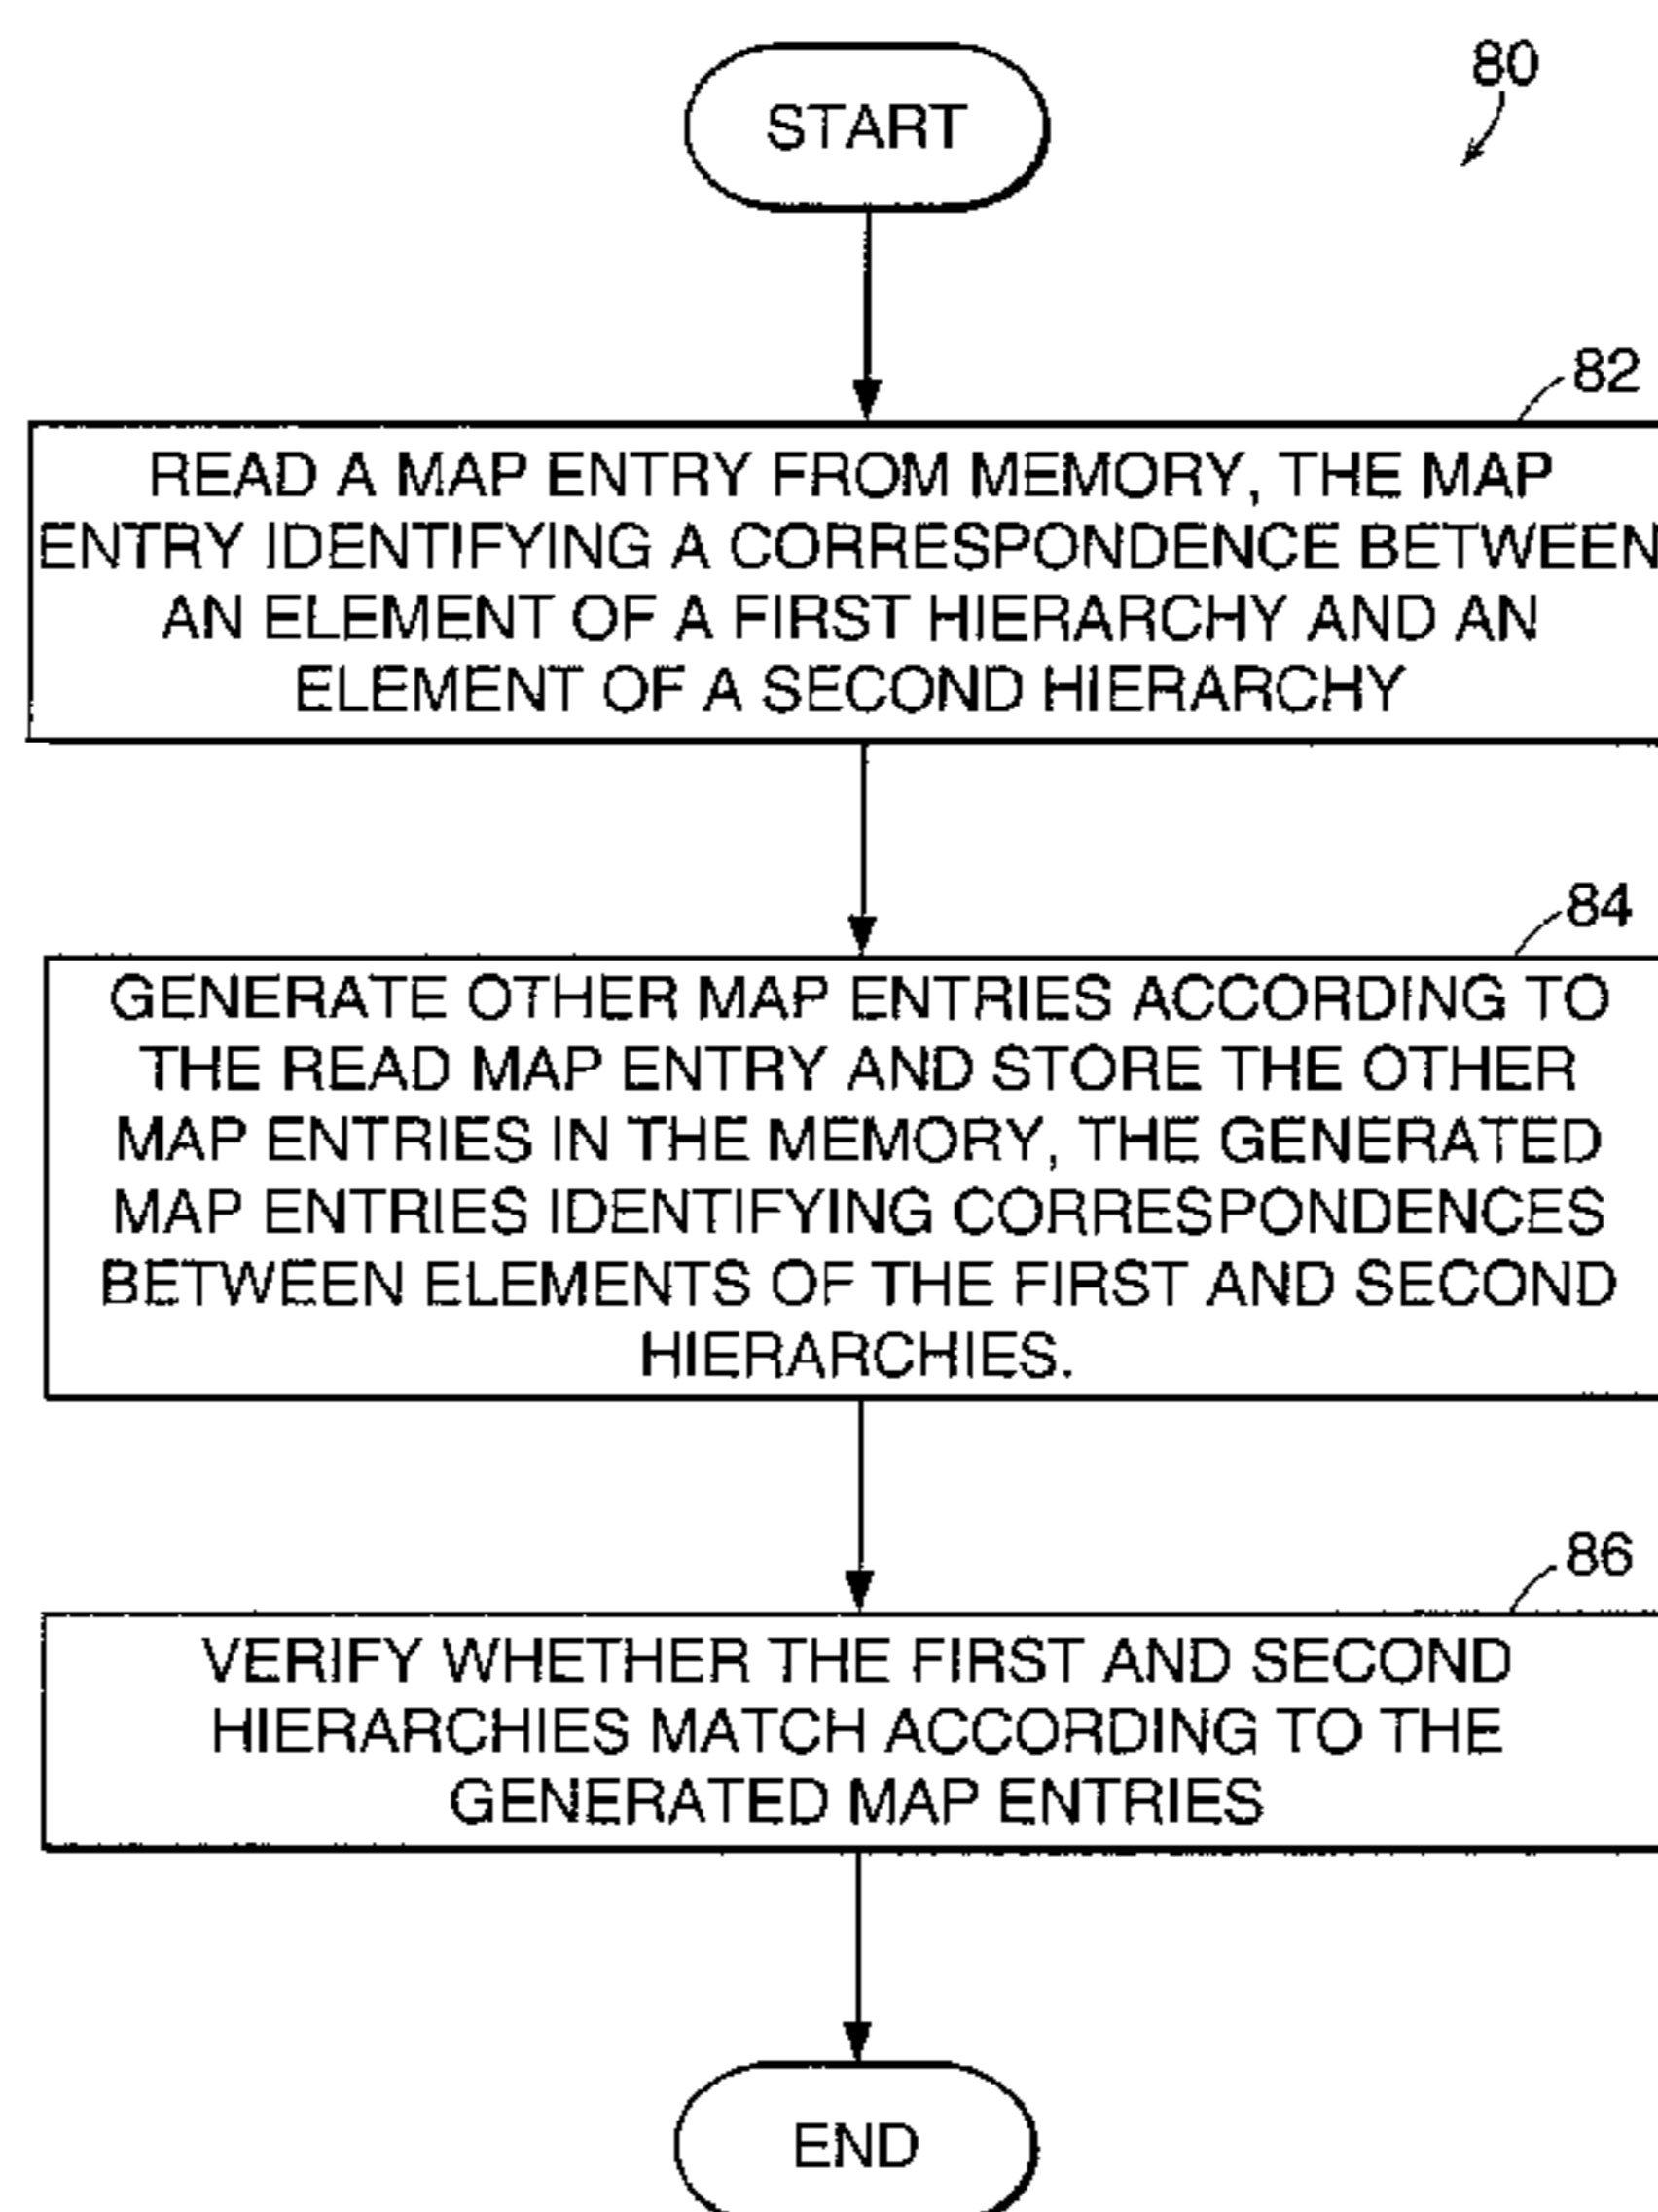 80
START
82
READ A MAP ENTRY FROM MEMORY, THE MAP
ENTRY IDENTIFYING A CORRESPONDENCE BETWEEN
AN ELEMENT OF A FIRST HIERARCHY AND AN
ELEMENT OF A SECOND HIERARCHY
84
GENERATE OTHER MAP ENTRIES ACCORDING TO
THE READ MAP ENTRY AND STORE THE OTHER
MAP ENTRIES IN THE MEMORY, THE GENERATED
MAP ENTRIES IDENTIFYING CORRESPONDENCES
BETWEEN ELEMENTS OF THE FIRST AND SECOND
HIERARCHIES.
86
VERIFY WHETHER THE FIRST AND SECOND
HIERARCHIES MATCH ACCORDING TO THE
GENERATED MAP ENTRIES
END